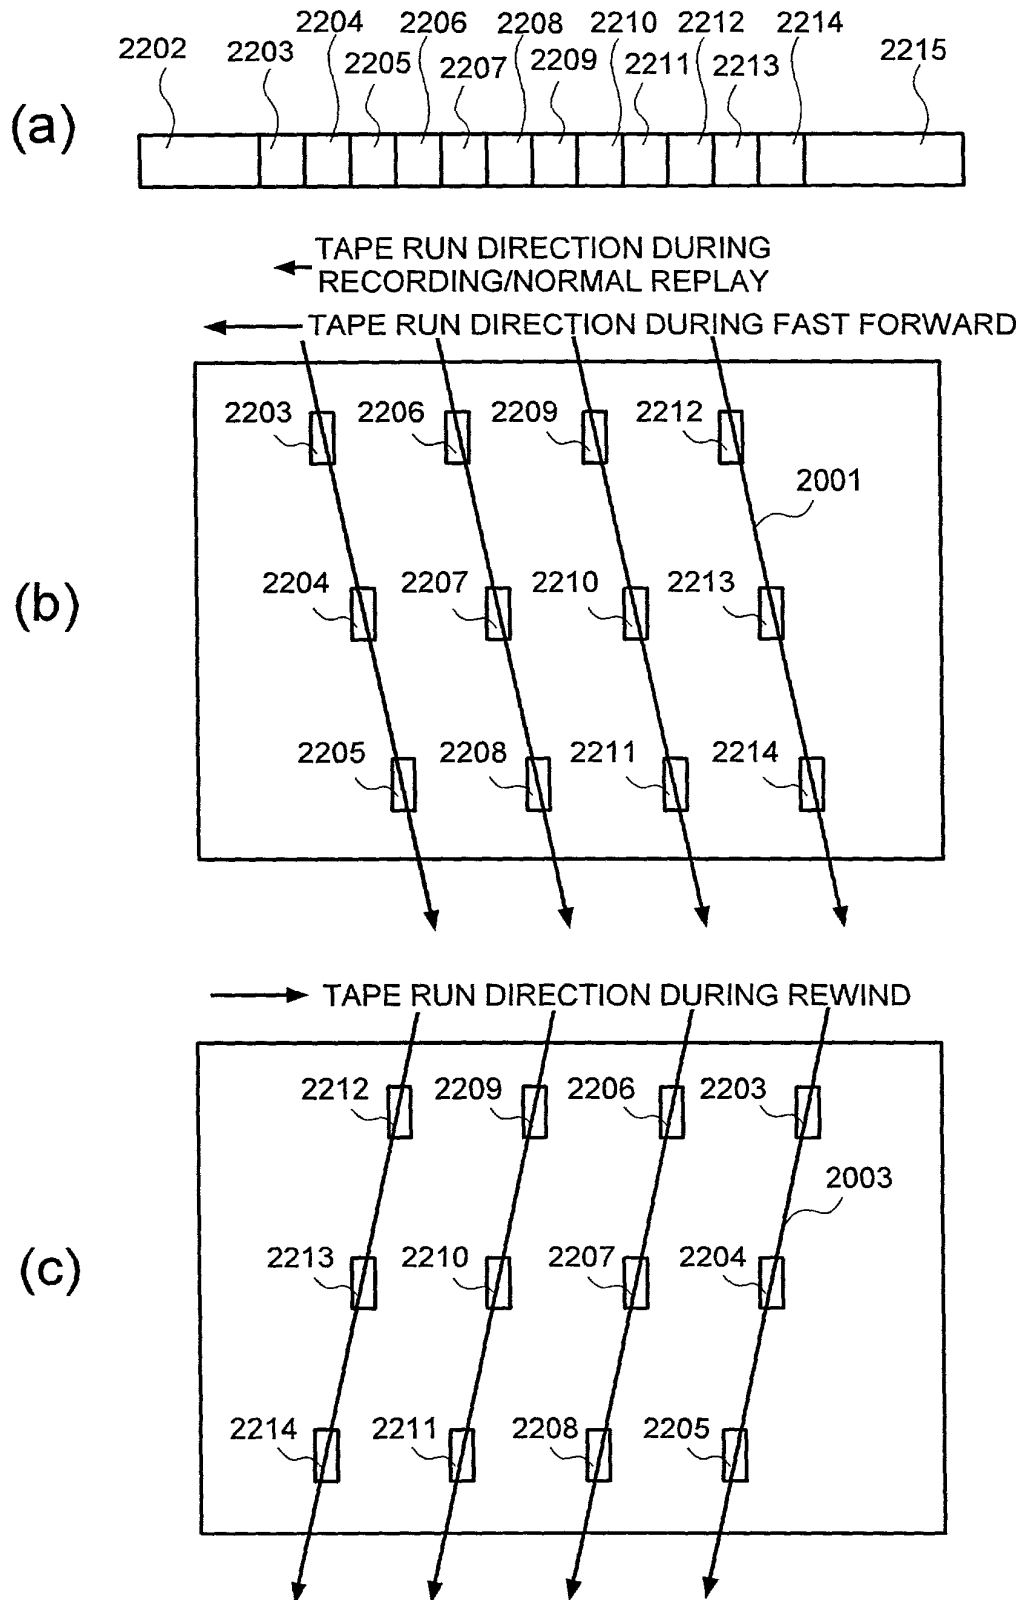 2204 2206 2208 2210 2212 2214
2202 2203 2205 2207 2209 2211 2213 2215
(a)
TAPE RUN DIRECTION DURING
RECORDING/NORMAL REPLAY
TAPE RUN DIRECTION DURING FAST FORWARD
2203 2206 2209 2212
2001
(b)
2204 2207 2210 2213
2205 2208 2211 2214
TAPE RUN DIRECTION DURING REWIND
2212 2209 2206 2203
2003
(c)
2213 2210 2207 2204
2214 2211 2208 2205